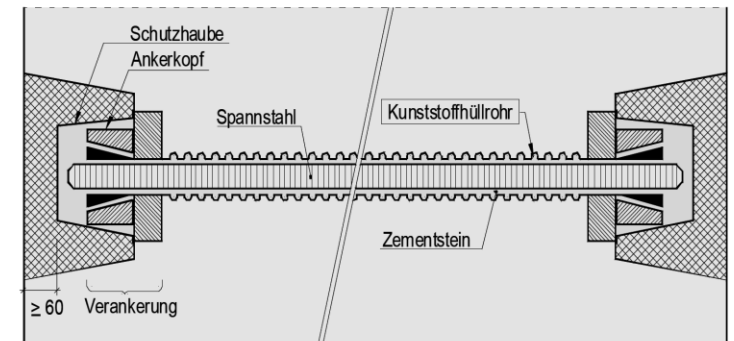 Schutzhaube
Ankerkopf
Spannstahl
Kunststoffhüllrohr
Zementstein
≥ 60
Verankerung